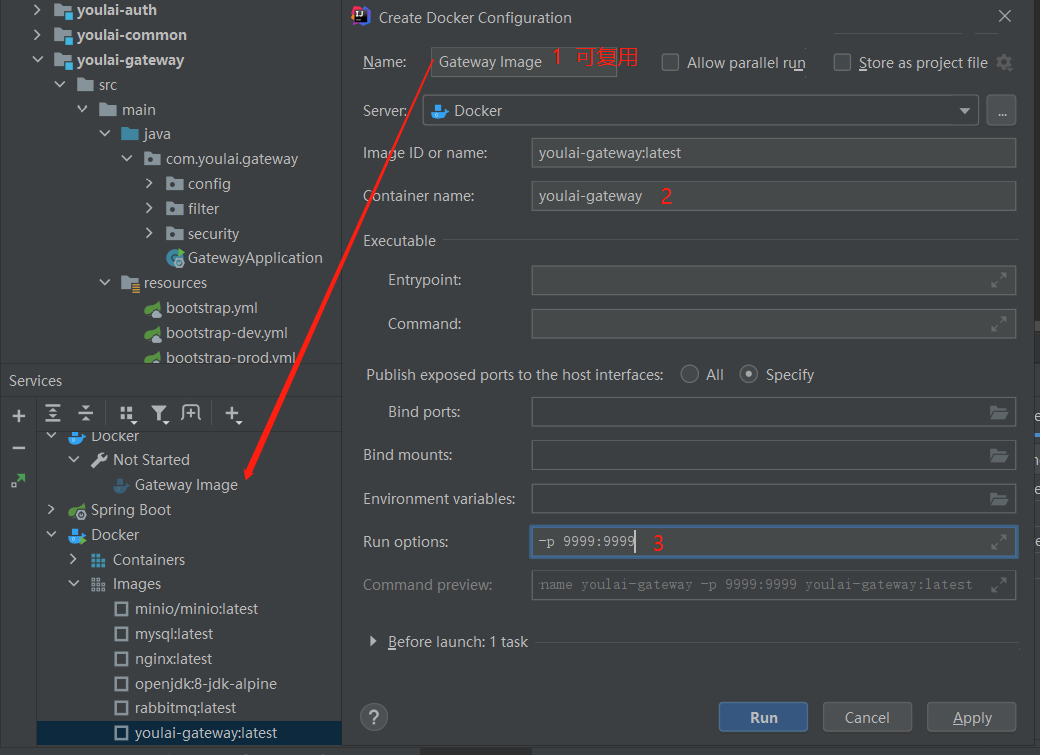 youlai-auth
youlai-common
youlai-gateway
src
main
java
com.youlai.gateway
config
filter
security
GatewayApplication
resources
bootstrap.yml
bootstrap-dev.yml
bootstrap-prod.yml
Services
Docker
Not Started
Gateway Image
Spring Boot
Docker
Containers
Images
minio/minio:latest
mysql:latest
nginx:latest
openjdk:8-jdk-alpine
rabbitmq:latest
youlai-gateway:latest
Create Docker Configuration
Name: Gateway Image 1 可复用 Allow parallel run Store as project file
Server: Docker ...
Image ID or name: youlai-gateway:latest
Container name: youlai-gateway 2
Executable
Entrypoint:
Command:
Publish exposed ports to the host interfaces: All Specify
Bind ports:
Bind mounts:
Environment variables:
Run options: -p 9999:9999 3
Command preview: name youlai-gateway -p 9999:9999 youlai-gateway:latest
Before launch: 1 task
? Run Cancel Apply